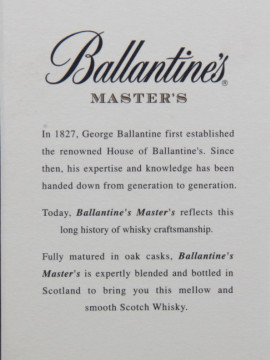 Ballantine's®
MASTER'S
In 1827, George Ballantine first established
the renowned House of Ballantine's. Since
then, his expertise and knowledge has been
handed down from generation to generation.
Today, Ballantine's Master's reflects this
long history of whisky craftsmanship.
Fully matured in oak casks, Ballantine's
Master's is expertly blended and bottled in
Scotland to bring you this mellow and
smooth Scotch Whisky.